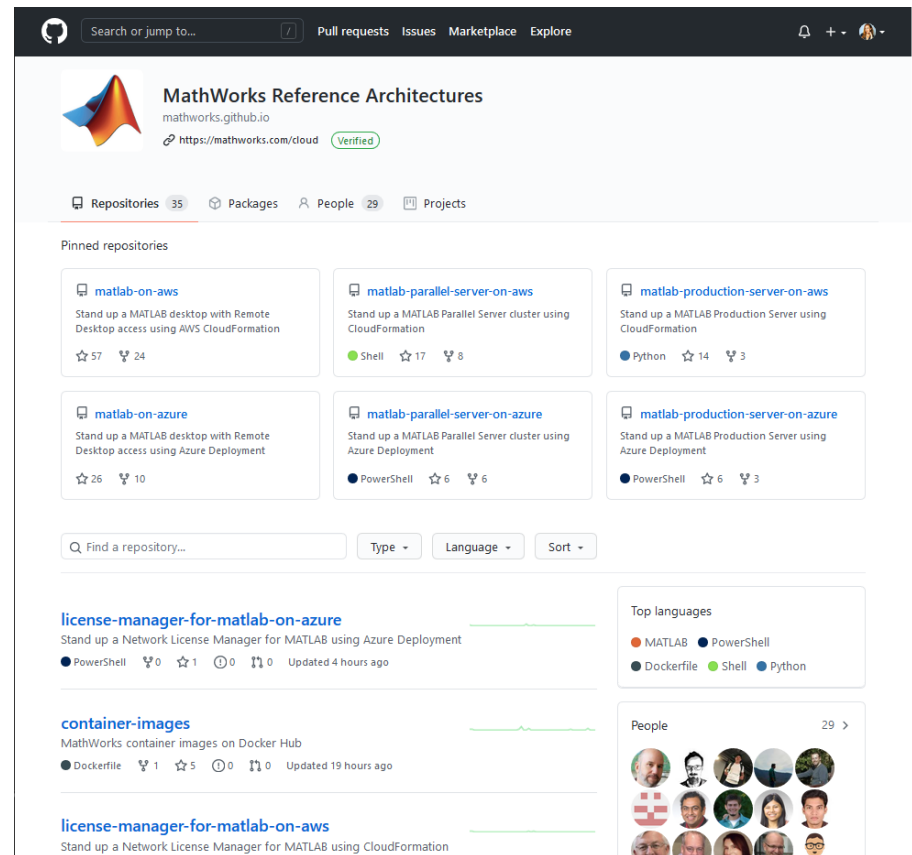 Search or jump to... / Pull requests Issues Marketplace Explore
MathWorks Reference Architectures
mathworks.github.io
https://mathworks.com/cloud Verified
Repositories 35 Packages People 29 Projects
Pinned repositories
matlab-on-aws
Stand up a MATLAB desktop with Remote
Desktop access using AWS CloudFormation
57 24
matlab-parallel-server-on-aws
Stand up a MATLAB Parallel Server cluster using
CloudFormation
Shell 17 8
matlab-production-server-on-aws
Stand up a MATLAB Production Server using
CloudFormation
Python 14 3
matlab-on-azure
Stand up a MATLAB desktop with Remote
Desktop access using Azure Deployment
26 10
matlab-parallel-server-on-azure
Stand up a MATLAB Parallel Server cluster using
Azure Deployment
PowerShell 6 6
matlab-production-server-on-azure
Stand up a MATLAB Production Server using
Azure Deployment
PowerShell 6 3
Find a repository... Type Language Sort
license-manager-for-matlab-on-azure
Stand up a Network License Manager for MATLAB using Azure Deployment
PowerShell 0 1 0 0 Updated 4 hours ago
container-images
MathWorks container images on Docker Hub
Dockerfile 1 5 0 0 Updated 19 hours ago
license-manager-for-matlab-on-aws
Stand up a Network License Manager for MATLAB using CloudFormation
Top languages
MATLAB PowerShell
Dockerfile Shell Python
People 29